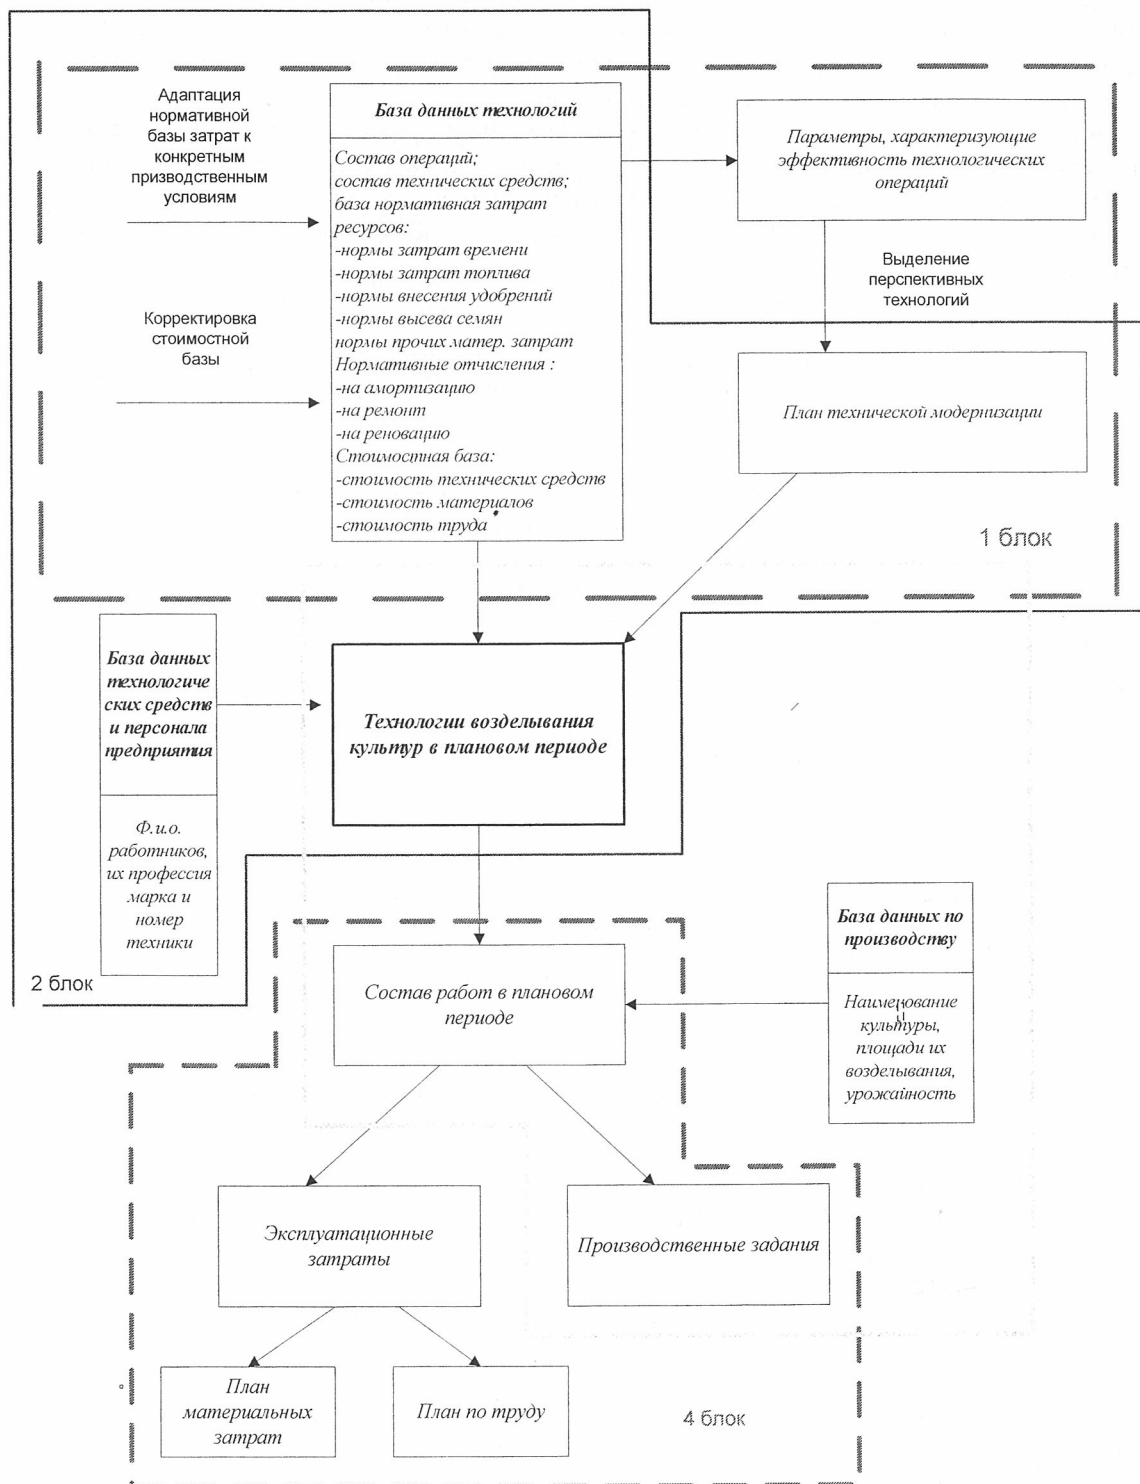 Адаптация
нормативной
базы затрат к
конкретным
призводственным
условиям
Корректировка
стоимостной
базы
База данных технологий
Состав операций;
состав технических средств;
база нормативная затрат
ресурсов:
-нормы затрат времени
-нормы затрат топлива
-нормы внесения удобрений
-нормы высева семян
нормы прочих матер. затрат
Нормативные отчисления :
-на амортизацию
-на ремонт
-на реновацию
Стоимостная база:
-стоимость технических средств
-стоимость материалов
-стоимость труда
Параметры, характеризующие
эффективность технологических
операций
Выделение
перспективных
технологий
План технической модернизации
1 блок
База данных
технологиче
ских средств
и персонала
предприятия
Ф.и.о.
работников,
их профессия
марка и
номер
техники
2 блок
Технологии возделывания
культур в плановом периоде
База данных по
производству
Наименование
культуры,
площади их
возделывания,
урожайность
Состав работ в плановом
периоде
Эксплуатационные
затраты
Производственные задания
План
материальных
затрат
План по труду
4 блок